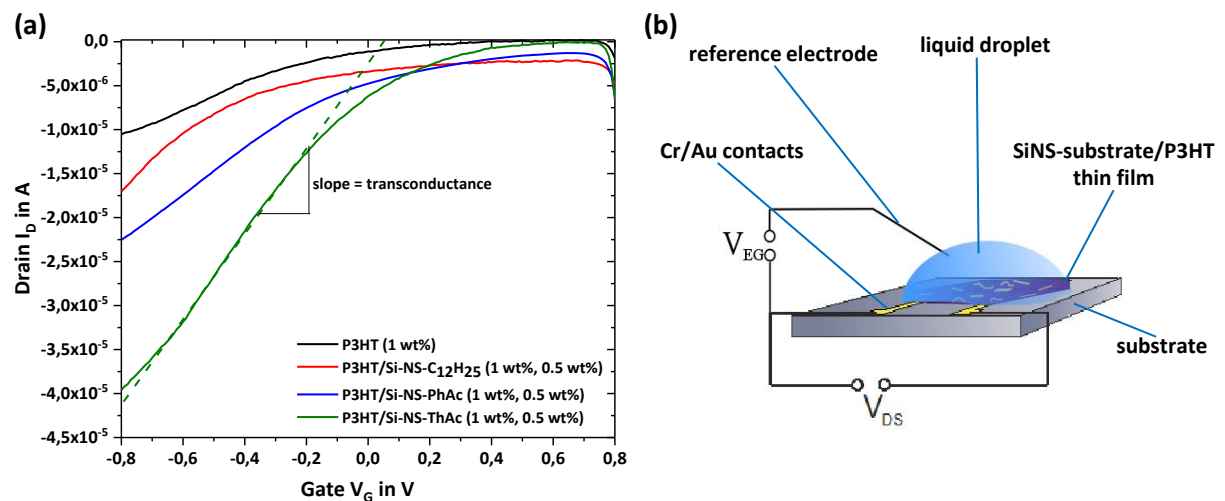 (a)
0,0
-5,0x10⁻⁶
-1,0x10⁻⁵
-1,5x10⁻⁵
-2,0x10⁻⁵
-2,5x10⁻⁵
-3,0x10⁻⁵
-3,5x10⁻⁵
-4,0x10⁻⁵
-4,5x10⁻⁵
Drain I_D in A
slope = transconductance
P3HT (1 wt%)
P3HT/Si-NS-C₁₂H₂₅ (1 wt%, 0.5 wt%)
P3HT/Si-NS-PhAc (1 wt%, 0.5 wt%)
P3HT/Si-NS-ThAc (1 wt%, 0.5 wt%)
-0,8 -0,6 -0,4 -0,2 0,0 0,2 0,4 0,6 0,8
Gate V_G in V
(b)
reference electrode
liquid droplet
Cr/Au contacts
SiNS-substrate/P3HT
thin film
V_EG
substrate
V_DS